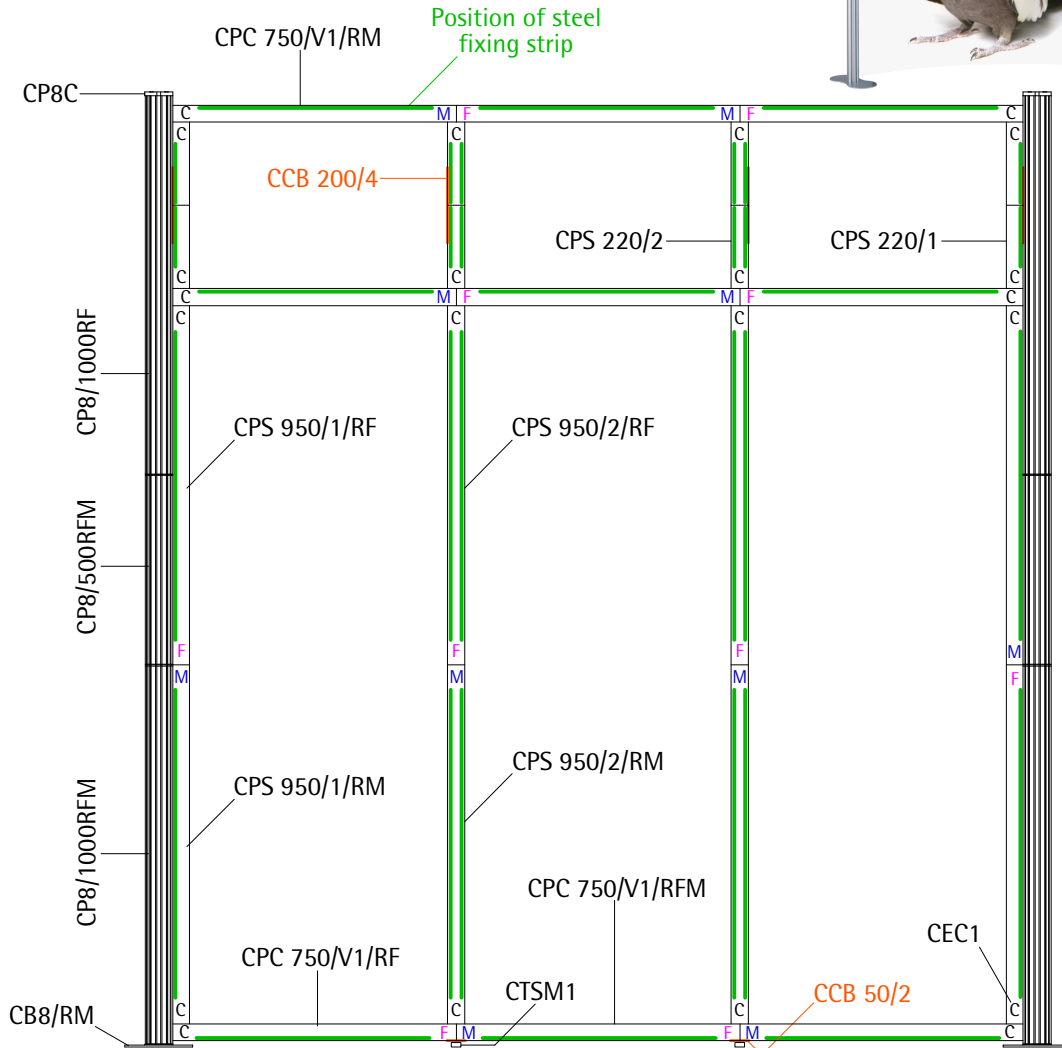 Position of steel
fixing strip
CPC 750/V1/RM
CP8C
C M F M F C
C C C C
CCB 200/4
CPS 220/2
CPS 220/1
C C C C
C M F M F C
C C C C
CP8/1000RF
CPS 950/1/RF
CPS 950/2/RF
CP8/500RFM
F F F M
M M M F
CPS 950/2/RM
CPS 950/1/RM
CP8/1000RFM
CPC 750/V1/RFM
CEC1
CPC 750/V1/RF
CTSM1
CCB 50/2
C C C C
CB8/RM
C F M F M C